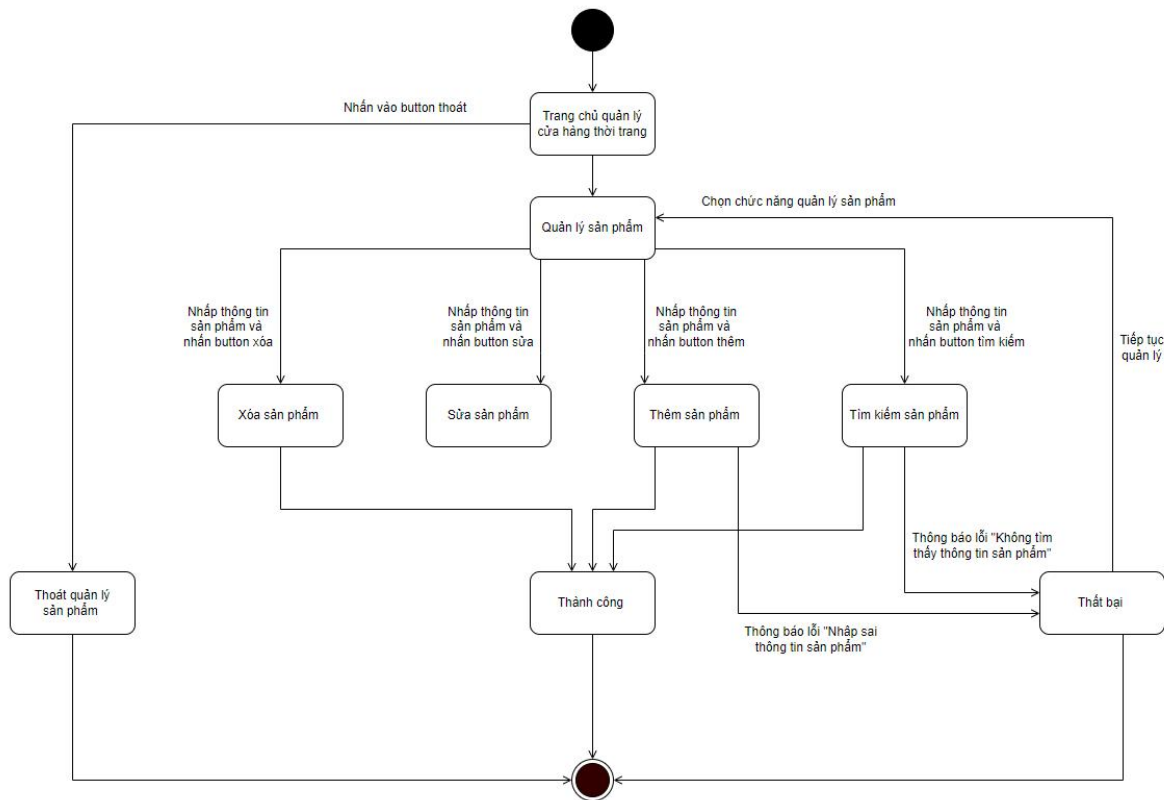 Nhấn vào button thoát
Trang chủ quản lý
cửa hàng thời trang
Chọn chức năng quản lý sản phẩm
Quản lý sản phẩm
Nhấp thông tin
sản phẩm và
nhấn button xóa
Nhấp thông tin
sản phẩm và
nhấn button sửa
Nhấp thông tin
sản phẩm và
nhấn button thêm
Nhấp thông tin
sản phẩm và
nhấn button tìm kiếm
Tiếp tục
quản lý
Xóa sản phẩm
Sửa sản phẩm
Thêm sản phẩm
Tìm kiếm sản phẩm
Thông báo lỗi "Không tìm
thấy thông tin sản phẩm"
Thoát quản lý
sản phẩm
Thành công
Thất bại
Thông báo lỗi "Nhập sai
thông tin sản phẩm"